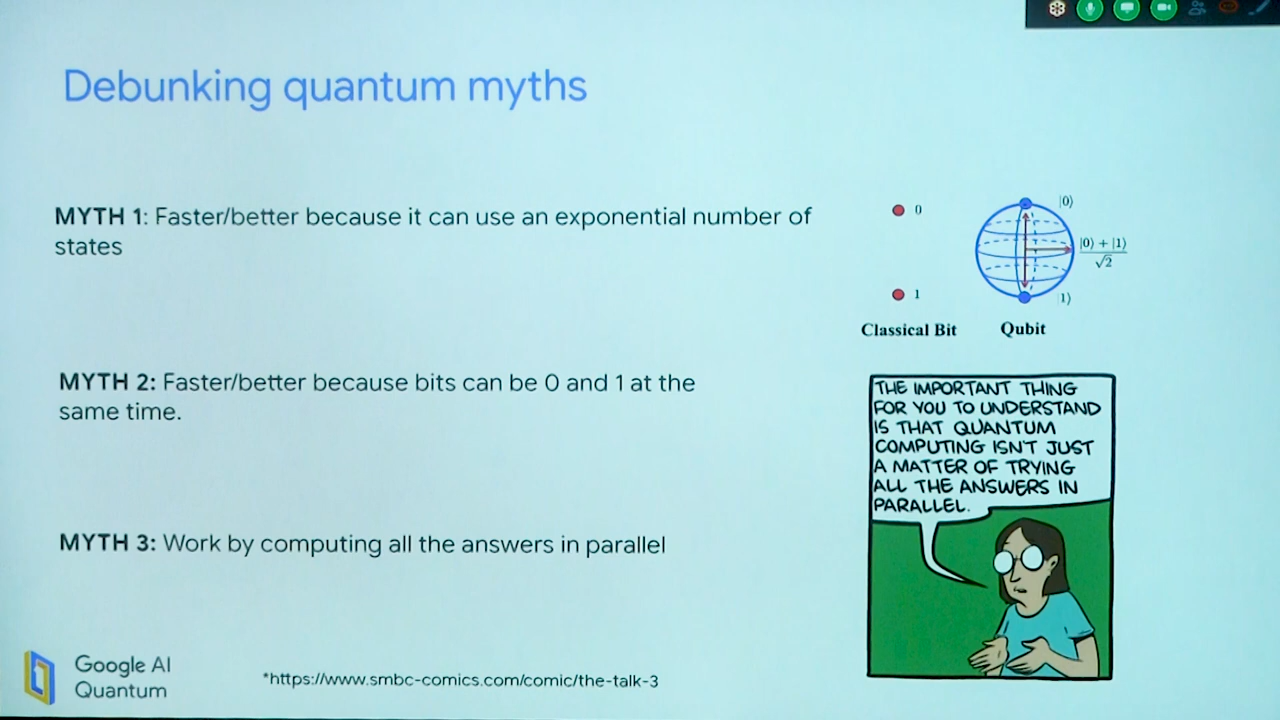 Debunking quantum myths
MYTH 1: Faster/better because it can use an exponential number of
states
0
1
Classical Bit
|0⟩
|0⟩ + |1⟩
√2
|1⟩
Qubit
MYTH 2: Faster/better because bits can be 0 and 1 at the
same time.
THE IMPORTANT THING
FOR YOU TO UNDERSTAND
IS THAT QUANTUM
COMPUTING ISN'T JUST
A MATTER OF TRYING
ALL THE ANSWERS IN
PARALLEL.
MYTH 3: Work by computing all the answers in parallel
Google AI
Quantum
*https://www.smbc-comics.com/comic/the-talk-3